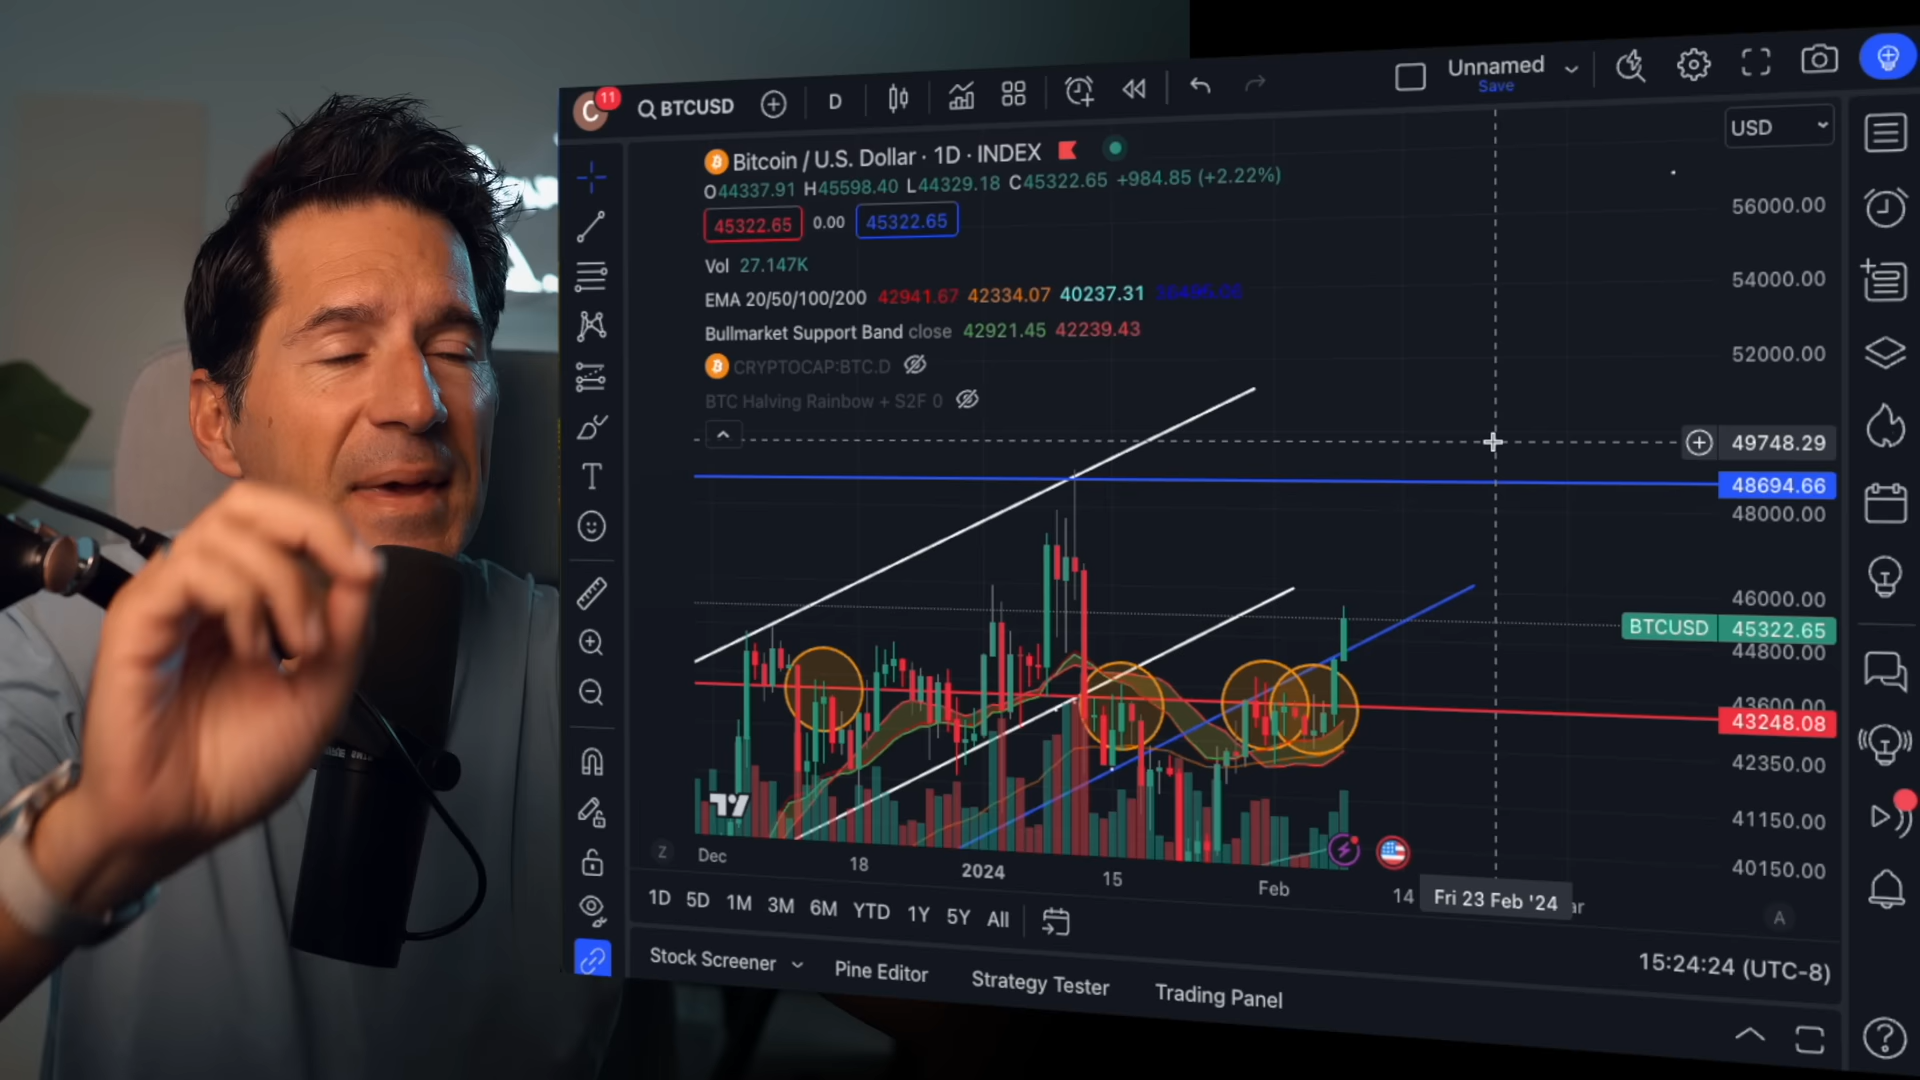 C 11 BTCUSD D Unnamed
Save
Bitcoin / U.S. Dollar · 1D · INDEX USD
O44337.91 H45598.40 L44329.18 C45322.65 +984.85 (+2.22%)
45322.65 0.00 45322.65
Vol 27.147K
EMA 20/50/100/200 42941.67 42334.07 40237.31
Bullmarket Support Band close 42921.45 42239.43
CRYPTOCAP:BTC.D
BTC Halving Rainbow + S2F 0
56000.00
54000.00
52000.00
49748.29
48694.66
48000.00
46000.00
BTCUSD 45322.65
44800.00
43600.00
43248.08
42350.00
41150.00
40150.00
Z Dec 18 2024 15 Feb 14 Fri 23 Feb '24 ar A
1D 5D 1M 3M 6M YTD 1Y 5Y All
15:24:24 (UTC-8)
Stock Screener Pine Editor Strategy Tester Trading Panel